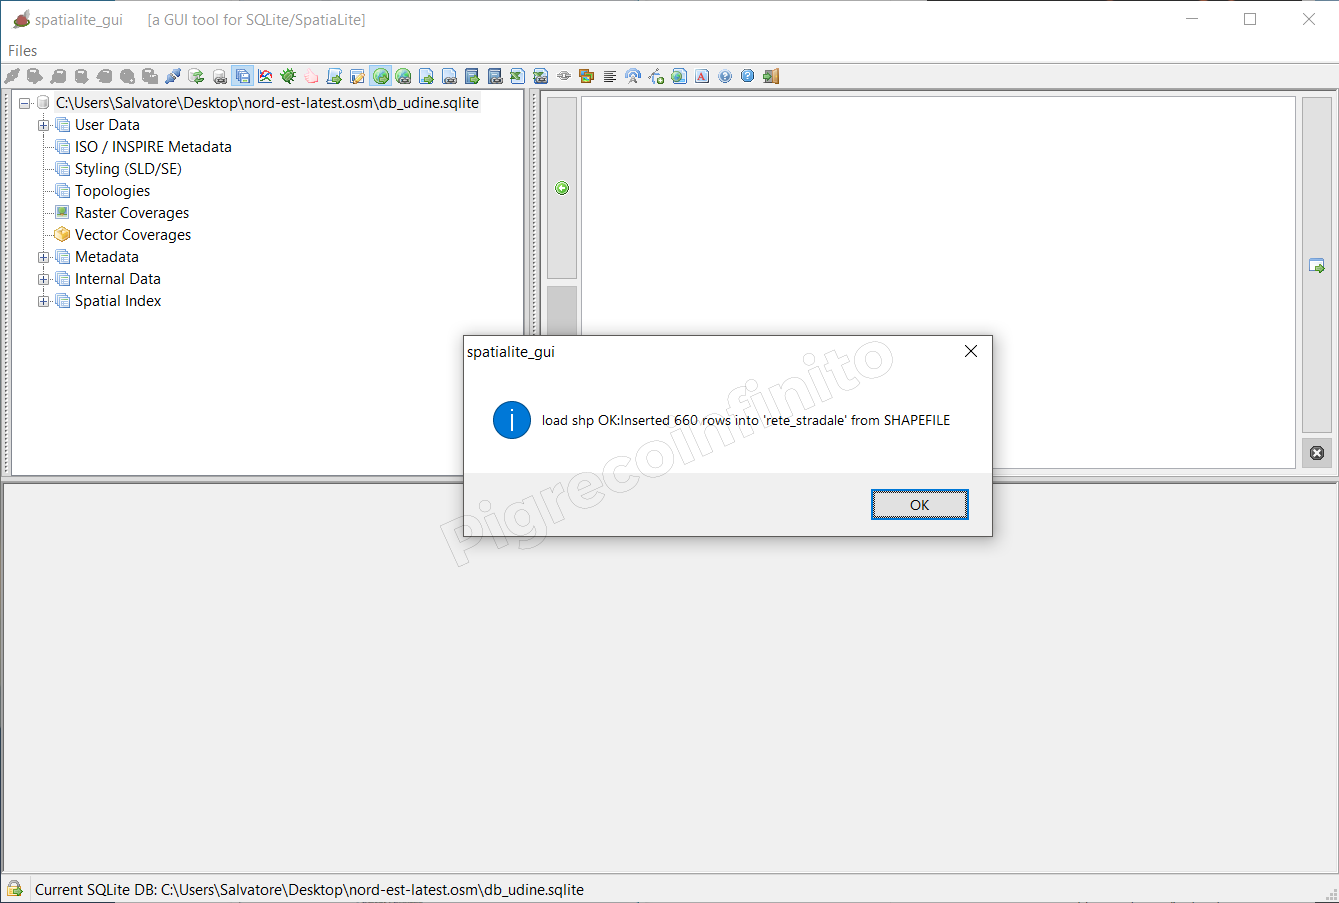 spatialite_gui [a GUI tool for SQLite/SpatiaLite]
Files
C:\Users\Salvatore\Desktop\nord-est-latest.osm\db_udine.sqlite
User Data
ISO / INSPIRE Metadata
Styling (SLD/SE)
Topologies
Raster Coverages
Vector Coverages
Metadata
Internal Data
Spatial Index
spatialite_gui
load shp OK:Inserted 660 rows into 'rete_stradale' from SHAPEFILE
OK
Pigrecoinfinito
Current SQLite DB: C:\Users\Salvatore\Desktop\nord-est-latest.osm\db_udine.sqlite